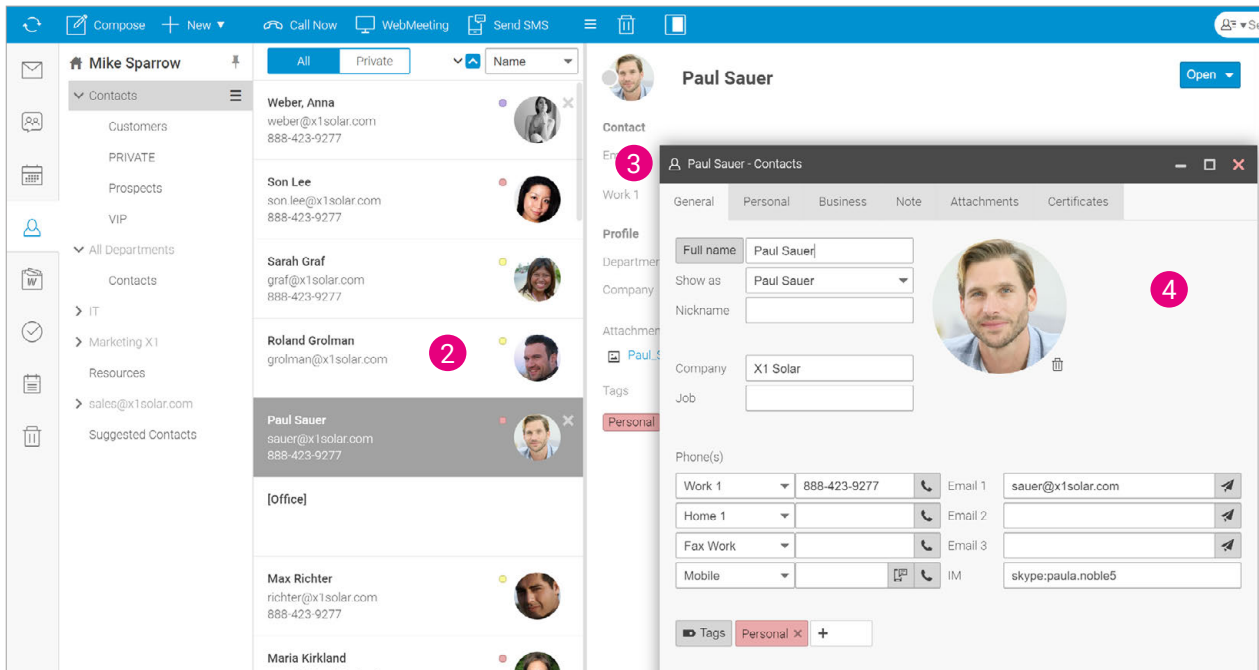 Compose New Call Now WebMeeting Send SMS
Mike Sparrow
Contacts
Customers
PRIVATE
Prospects
VIP
All Departments
Contacts
IT
Marketing X1
Resources
sales@x1solar.com
Suggested Contacts
All Private Name
Weber, Anna
weber@x1solar.com
888-423-9277
Son Lee
son.lee@x1solar.com
888-423-9277
Sarah Graf
graf@x1solar.com
888-423-9277
Roland Grolman
grolman@x1solar.com
2
Paul Sauer
sauer@x1solar.com
888-423-9277
[Office]
Max Richter
richter@x1solar.com
888-423-9277
Maria Kirkland
Paul Sauer
Open
Contact
3
Work 1
Profile
Company
Tags
Personal
Paul Sauer - Contacts
General Personal Business Note Attachments Certificates
Full name Paul Sauer
Show as Paul Sauer
Nickname
4
Company X1 Solar
Job
Phone(s)
Work 1 888-423-9277 Email 1 sauer@x1solar.com
Home 1 Email 2
Fax Work Email 3
Mobile IM skype:paula.noble5
Tags Personal × +